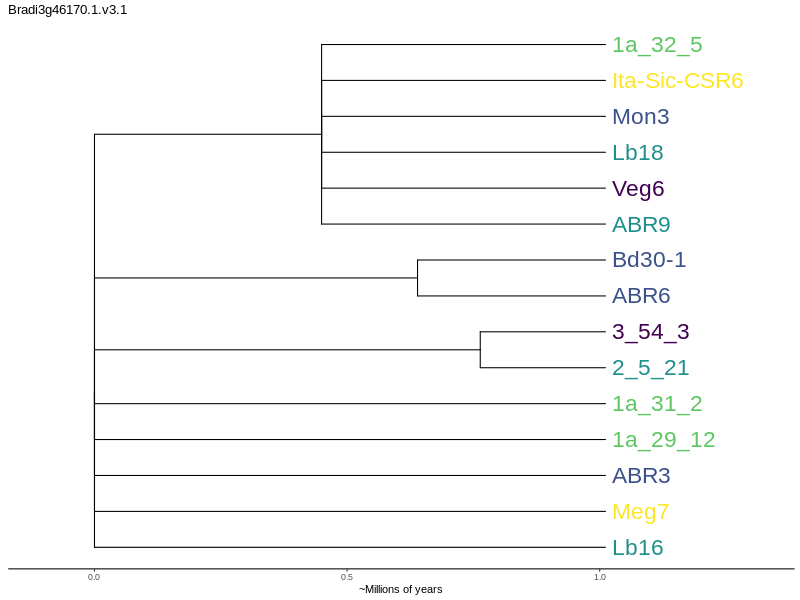 Bradi3g46170.1.v3.1
1a_32_5
Ita-Sic-CSR6
Mon3
Lb18
Veg6
ABR9
Bd30-1
ABR6
3_54_3
2_5_21
1a_31_2
1a_29_12
ABR3
Meg7
Lb16
0.0 0.5 1.0
~Millions of years